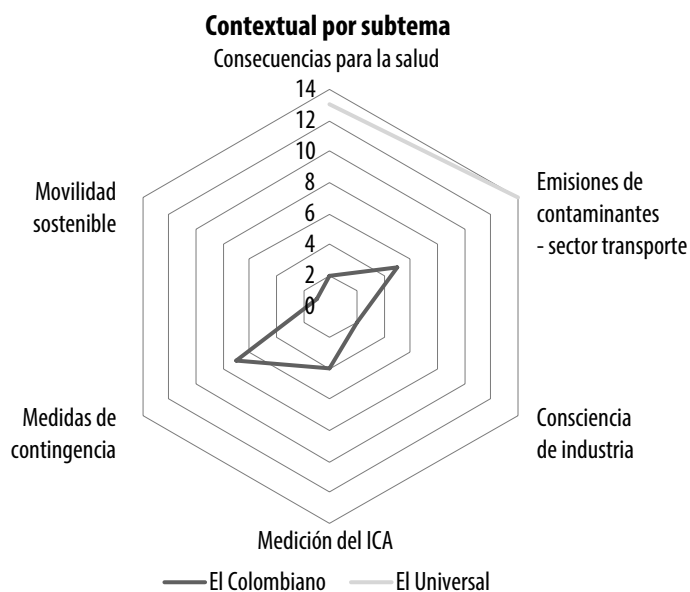 Contextual por subtema
Consecuencias para la salud
14
12
10
8
6
4
2
0
Emisiones de
contaminantes
- sector transporte
Consciencia
de industria
Medición del ICA
Medidas de
contingencia
Movilidad
sostenible
El Colombiano
El Universal